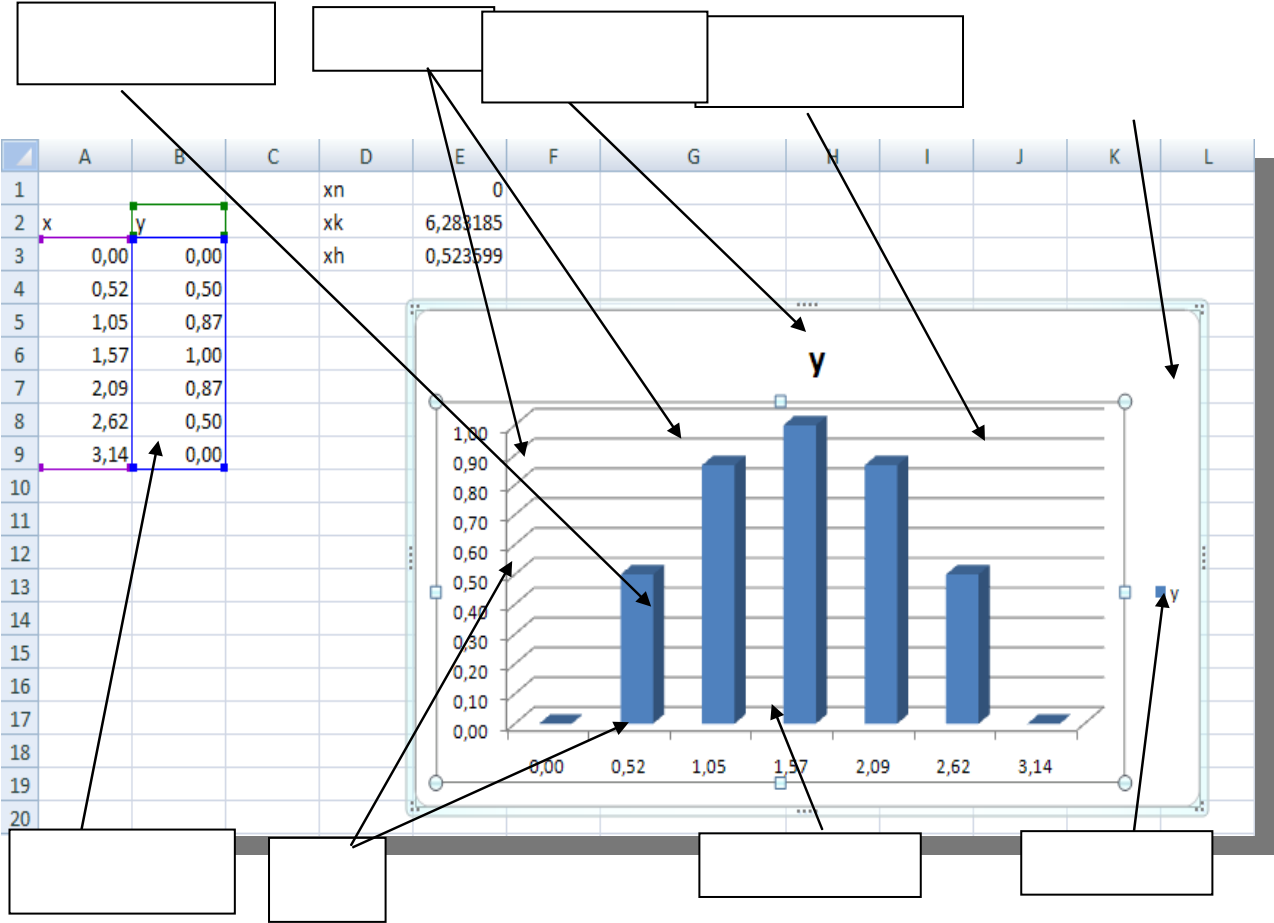 A B C D E F G H I J K L
1 xn 0
2 x y xk 6,283185
3 0,00 0,00 xh 0,523599
4 0,52 0,50
5 1,05 0,87
6 1,57 1,00
7 2,09 0,87
8 2,62 0,50
9 3,14 0,00
10
11
12
13
14
15
16
17
18
19
20
y
1,00
0,90
0,80
0,70
0,60
0,50
0,40
0,30
0,20
0,10
0,00
0,00 0,52 1,05 1,57 2,09 2,62 3,14
y